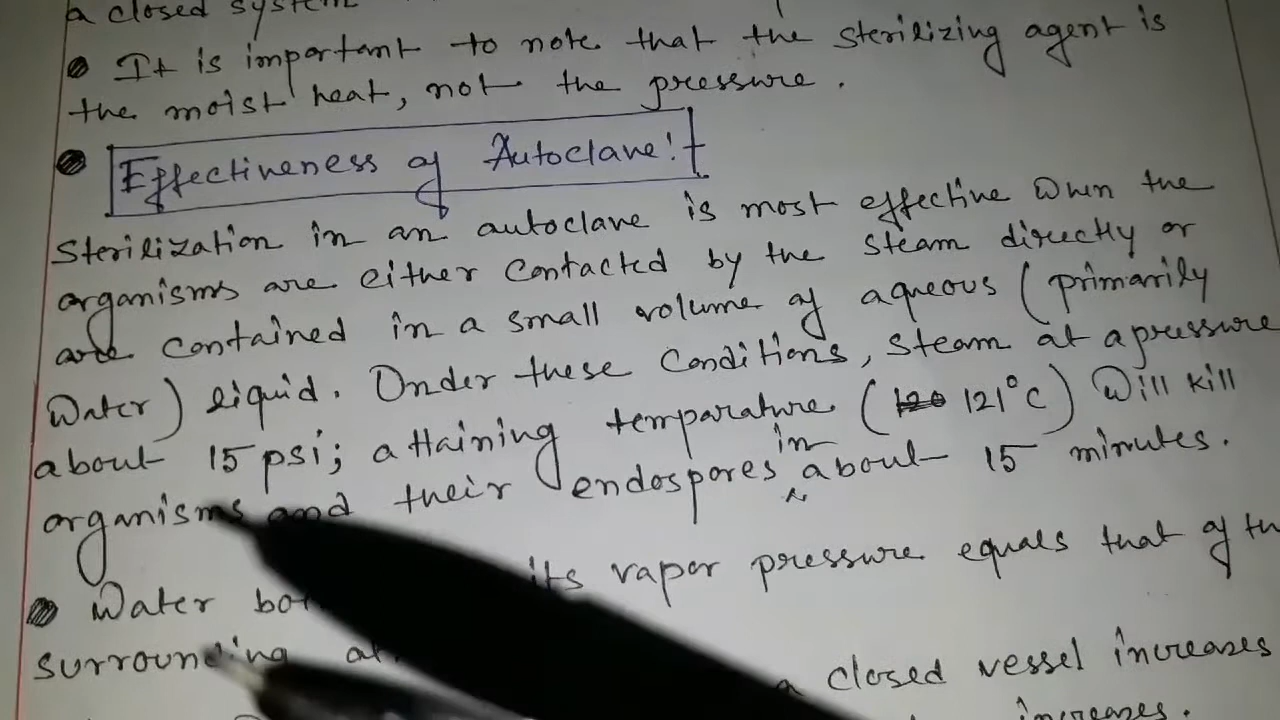 a closed system
It is important to note that the sterilizing agent is
the moist heat, not the pressure.
Effectiveness of Autoclave:-
Sterilization in an autoclave is most effective when the
organisms are either contacted by the steam directly or
are contained in a small volume of aqueous (primarily
water) liquid. Under these conditions, steam at a pressure
about 15 psi; attaining temparature (120 121°C) will kill
organisms and their endospores in about 15 minutes.
Water its vapor pressure equals that of
surrounding a closed vessel increases
increases.